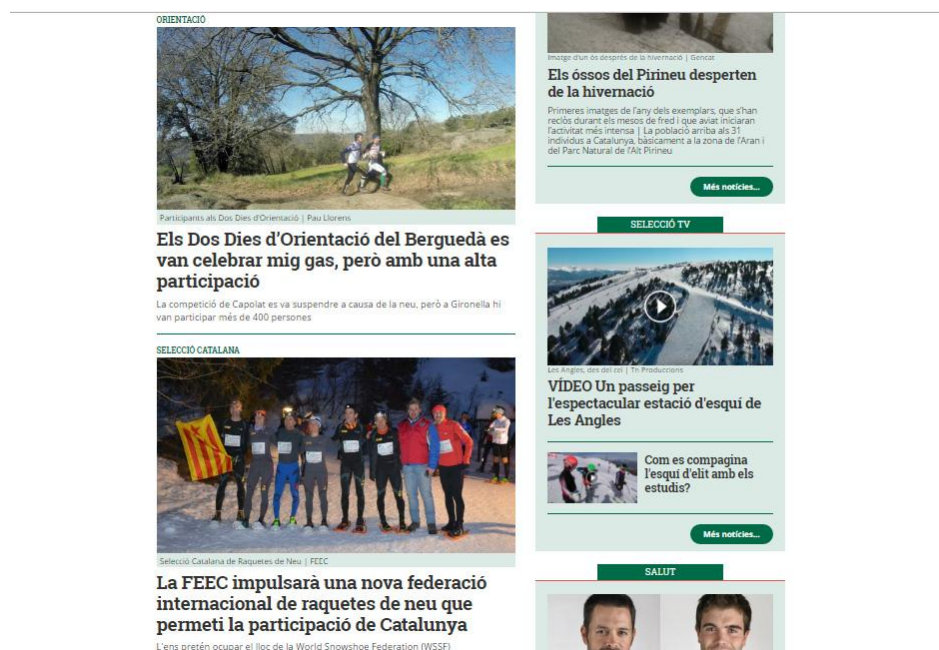 ORIENTACIÓ
Participants als Dos Dies d'Orientació | Pau Llorens
Els Dos Dies d'Orientació del Berguedà es
van celebrar mig gas, però amb una alta
participació
La competició de Capolat es va suspendre a causa de la neu, però a Gironella hi
van participar més de 400 persones
SELECCIÓ CATALANA
Selecció Catalana de Raquetes de Neu | FEEC
La FEEC impulsarà una nova federació
internacional de raquetes de neu que
permeti la participació de Catalunya
L'ens pretén ocupar el lloc de la World Snowshoe Federation (WSSF)
Imatge d'un ós després de la hivernació | Gencat
Els óssos del Pirineu desperten
de la hivernació
Primeres imatges de l'any dels exemplars, que s'han
reclòs durant els mesos de fred i que aviat iniciaran
l'activitat més intensa | La població arriba als 31
individus a Catalunya, bàsicament a la zona de l'Aran i
del Parc Natural de l'Alt Pirineu
Més notícies...
SELECCIÓ TV
Les Angles, des del cel | Th Produccions
VÍDEO Un passeig per
l'espectacular estació d'esquí de
Les Angles
Com es compagina
l'esquí d'elit amb els
estudis?
Més notícies...
SALUT